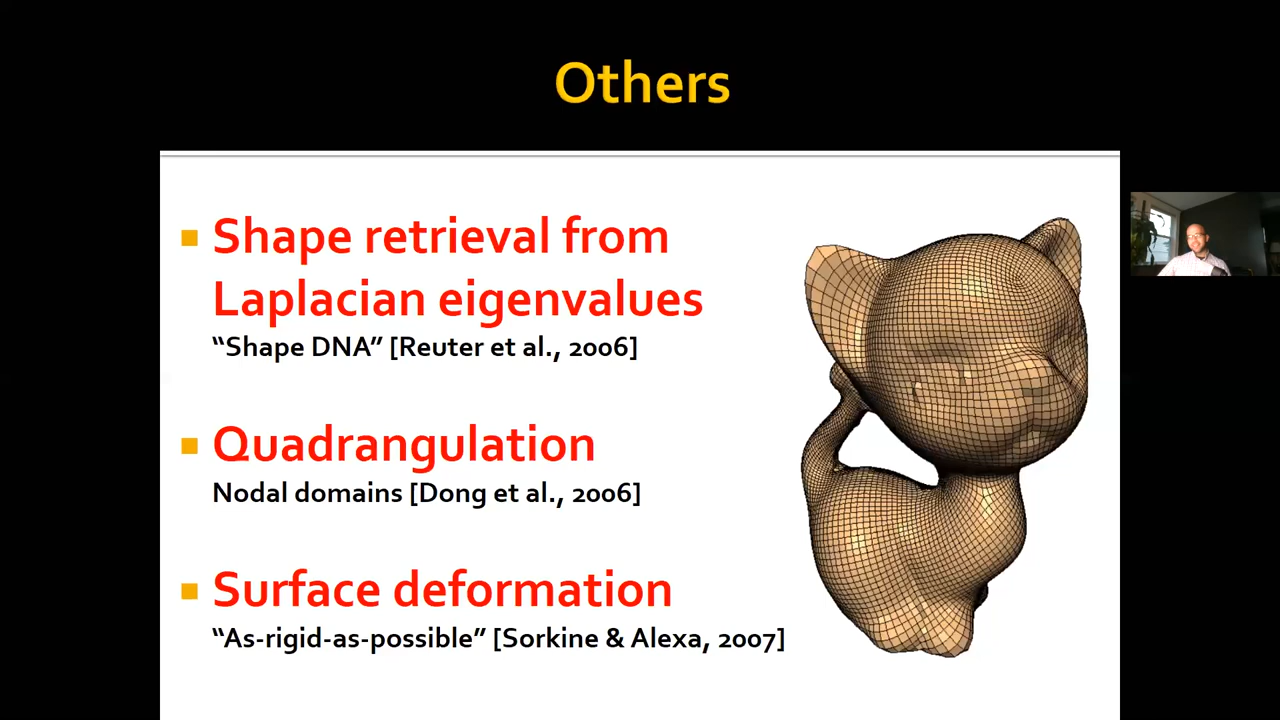 Others
Shape retrieval from
Laplacian eigenvalues
“Shape DNA” [Reuter et al., 2006]
Quadrangulation
Nodal domains [Dong et al., 2006]
Surface deformation
“As-rigid-as-possible” [Sorkine & Alexa, 2007]